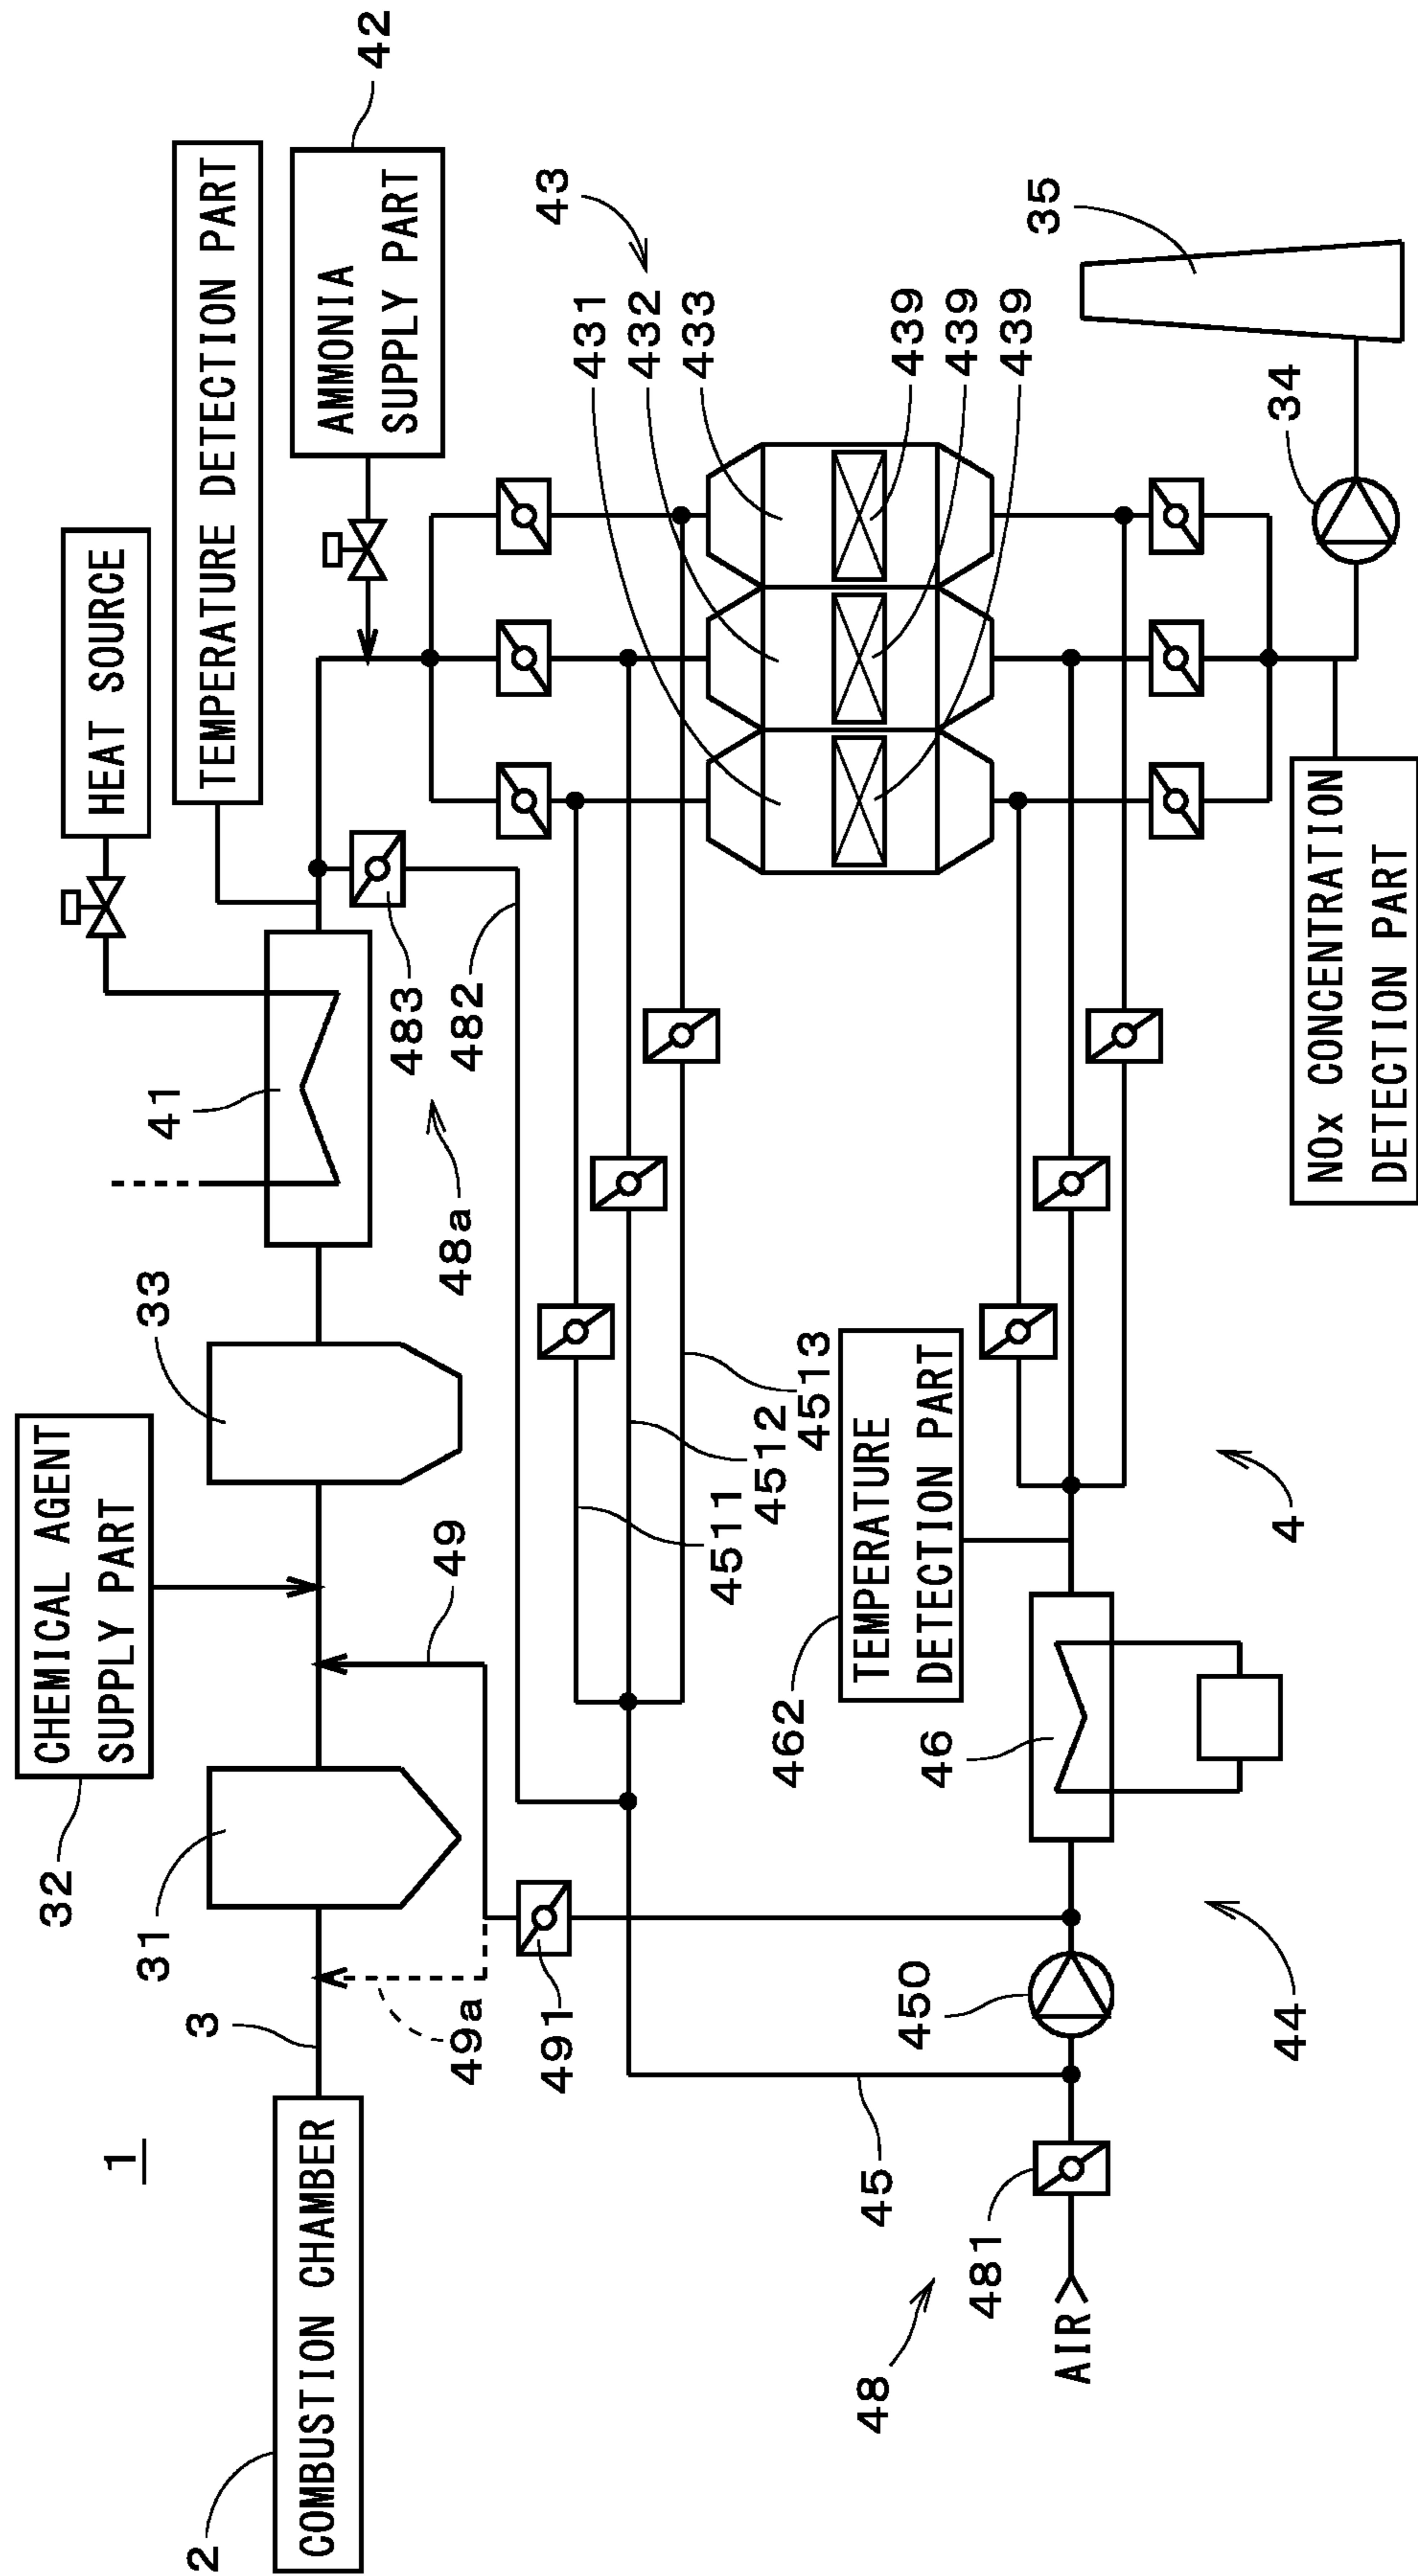 1
HEAT SOURCE
TEMPERATURE DETECTION PART
42
AMMONIA
SUPPLY PART
CHEMICAL AGENT
SUPPLY PART
32
33
41
31
3
2
COMBUSTION CHAMBER
49a
49
491
483
482
48a
43
431
432
433
439
439
439
4511
4512
4513
35
34
462
TEMPERATURE
DETECTION PART
46
450
45
44
4
48
481
AIR
NOx CONCENTRATION
DETECTION PART